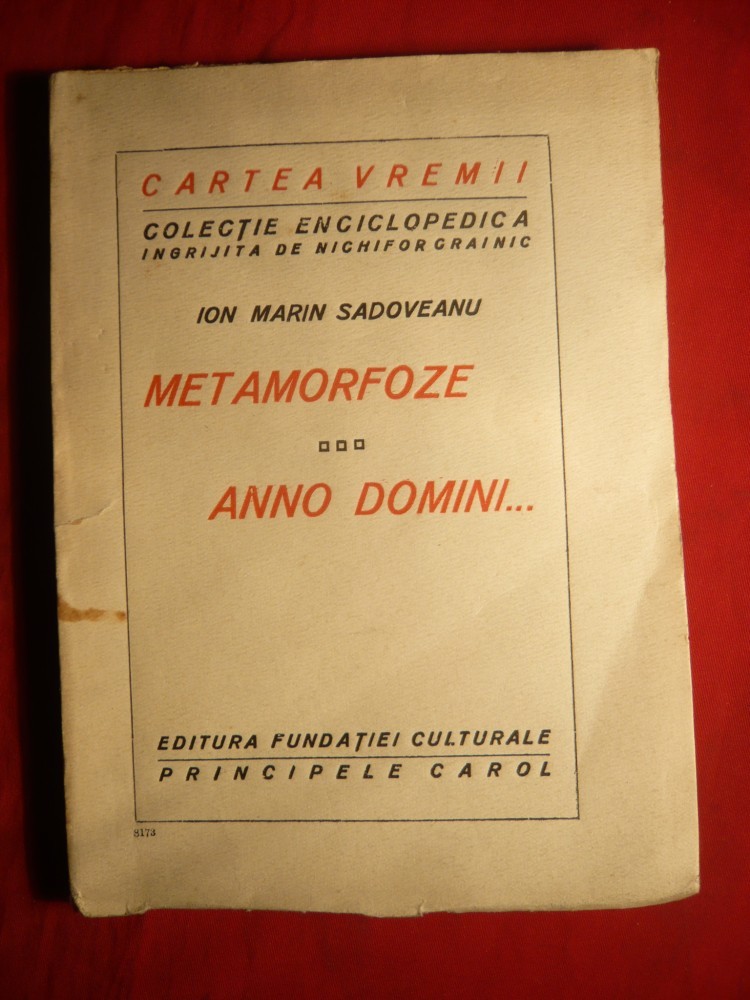 CARTEA VREMII
COLECȚIE ENCICLOPEDICA
INGRIJITA DE NICHIFOR CRAINIC
ION MARIN SADOVEANU
METAMORFOZE
ANNO DOMINI...
EDITURA FUNDAȚIEI CULTURALE
PRINCIPELE CAROL
8173